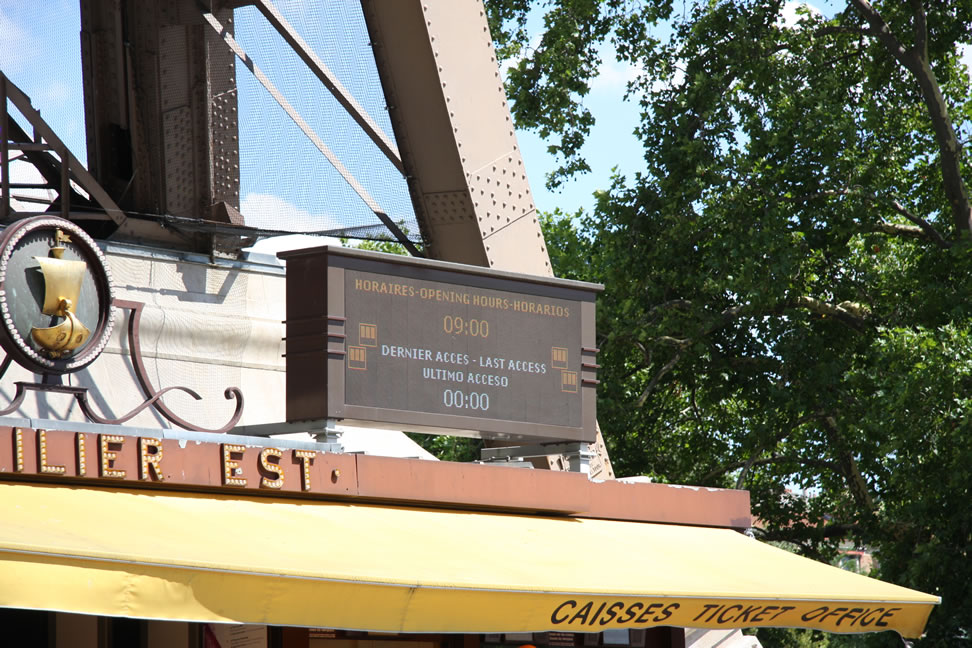 HORAIRES-OPENING HOURS-HORARIOS
09:00
DERNIER ACCES - LAST ACCESS
ULTIMO ACCESO
00:00
ILIER EST.
CAISSES TICKET OFFICE